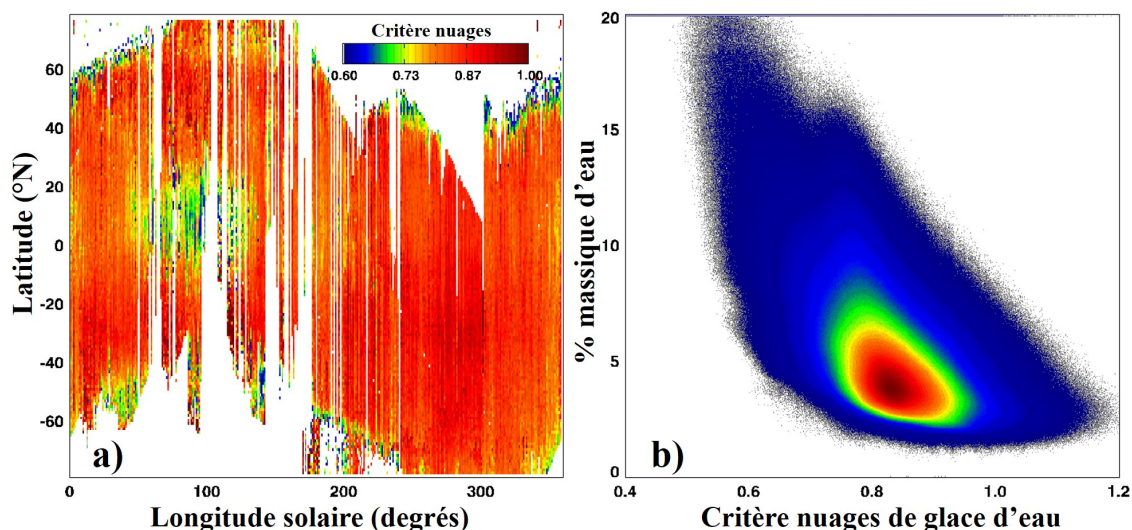 Critère nuages
0.60 0.73 0.87 1.00
Latitude (°N)
60
40
20
0
-20
-40
-60
a)
0 100 200 300
Longitude solaire (degrés)
% massique d'eau
20
15
10
5
0
b)
0.4 0.6 0.8 1.0 1.2
Critère nuages de glace d'eau